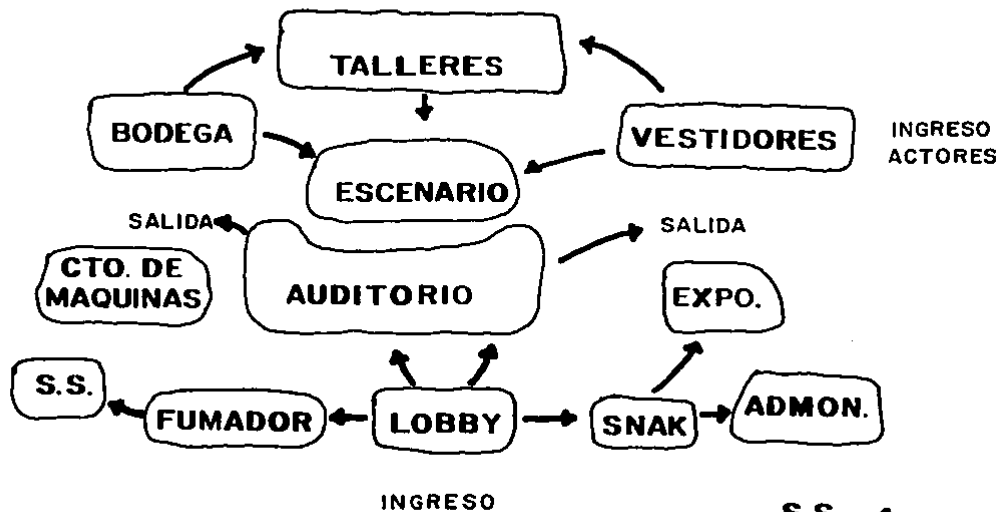 TALLERES
BODEGA
VESTIDORES
INGRESO
ACTORES
ESCENARIO
SALIDA
SALIDA
CTO. DE
MAQUINAS
AUDITORIO
EXPO.
S.S.
FUMADOR
LOBBY
SNAK
ADMON.
INGRESO
S.S.